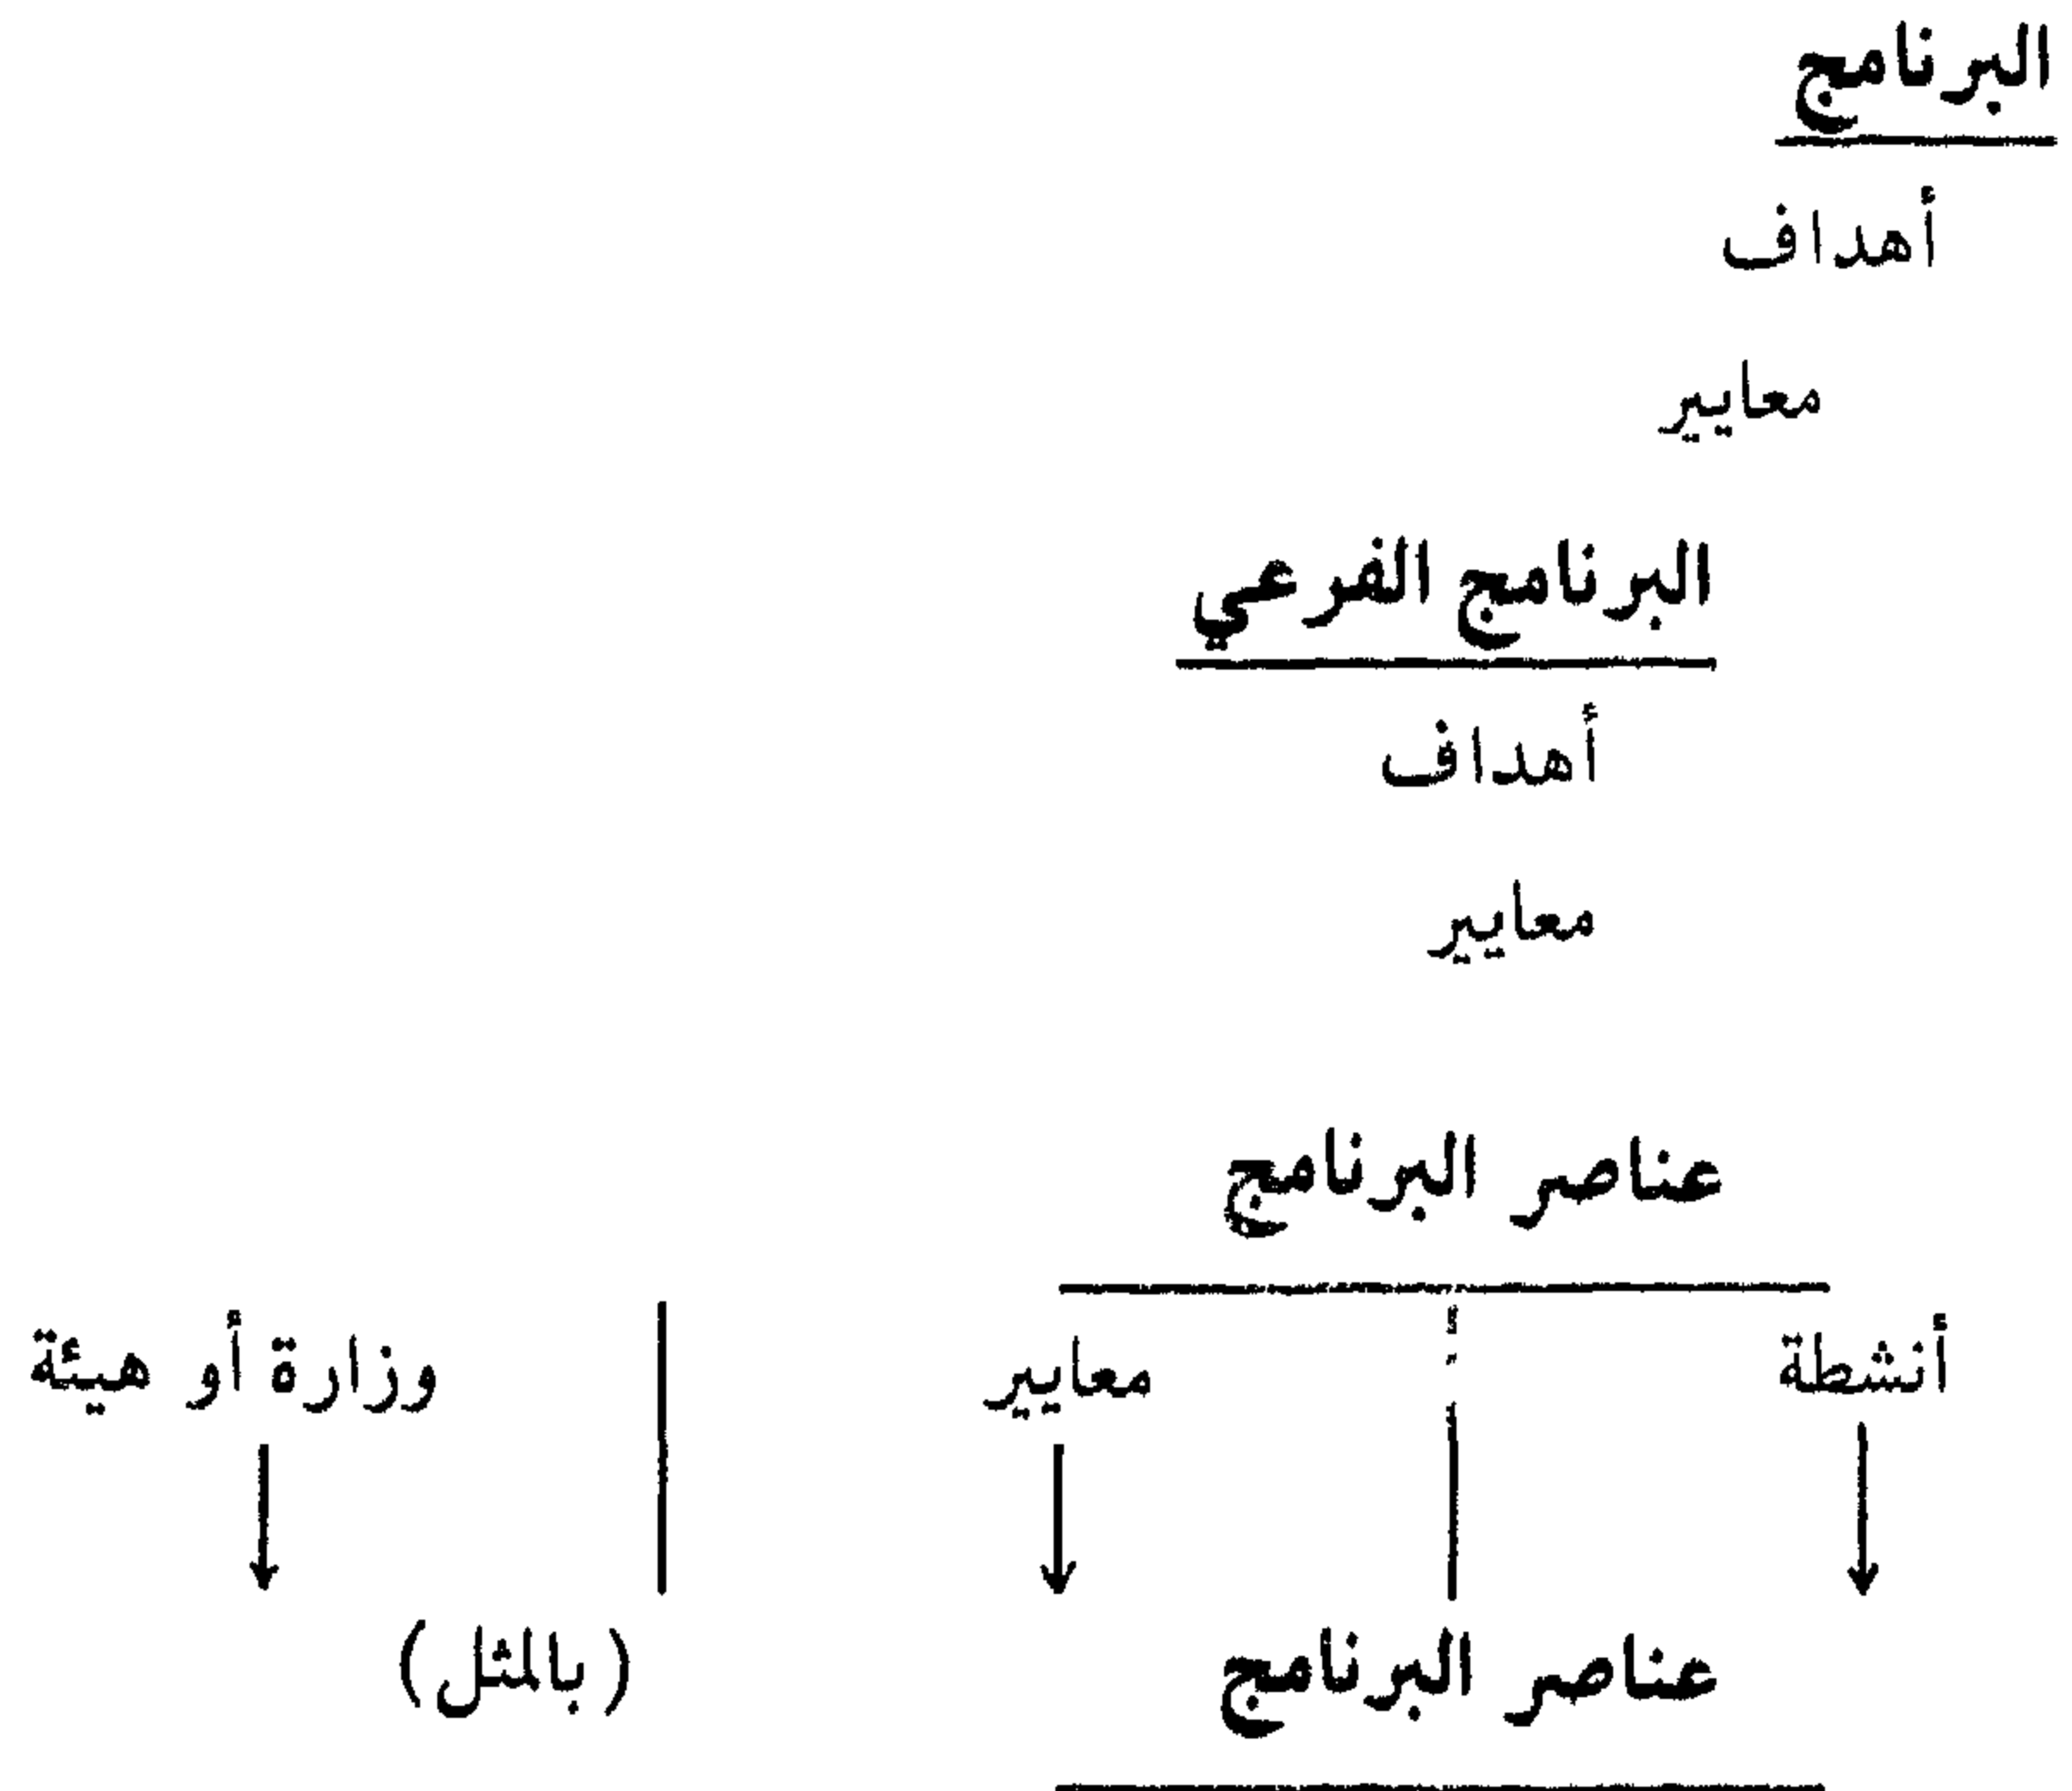 البرنامج
أهداف
معايير
البرنامج الفرعي
أهداف
معايير
عناصر البرنامج
أنشطة معايير وزارة أو هيئة
عناصر البرنامج (بالمثل)